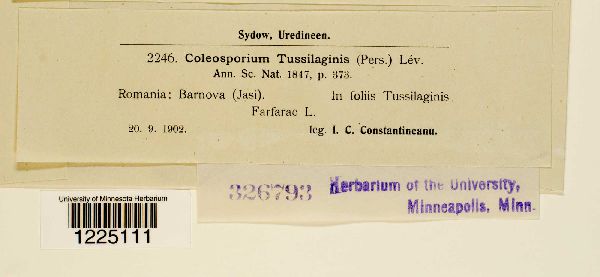 Sydow, Uredineen.
2246. Coleosporium Tussilaginis (Pers.) Lév.
Ann. Sc. Nat. 1847, p. 373.
Romania: Barnova (Jasi). In foliis Tussilaginis
Farfarae L.
20. 9. 1902. leg. I. C. Constantineanu.
326793 Herbarium of the University,
Minneapolis, Minn.
University of Minnesota Herbarium
1225111